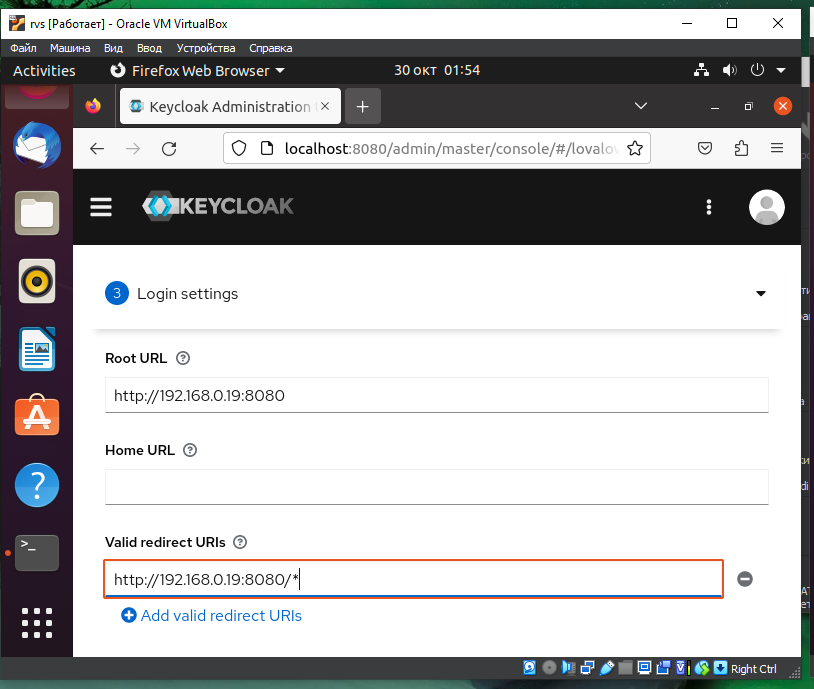 rvs [Работает] - Oracle VM VirtualBox
Файл Машина Вид Ввод Устройства Справка
Activities Firefox Web Browser 30 окт 01:54
Keycloak Administration
localhost:8080/admin/master/console/#/lovalov
KEYCLOAK
3 Login settings
Root URL ?
http://192.168.0.19:8080
Home URL ?
Valid redirect URIs ?
http://192.168.0.19:8080/*
Add valid redirect URIs
Right Ctrl